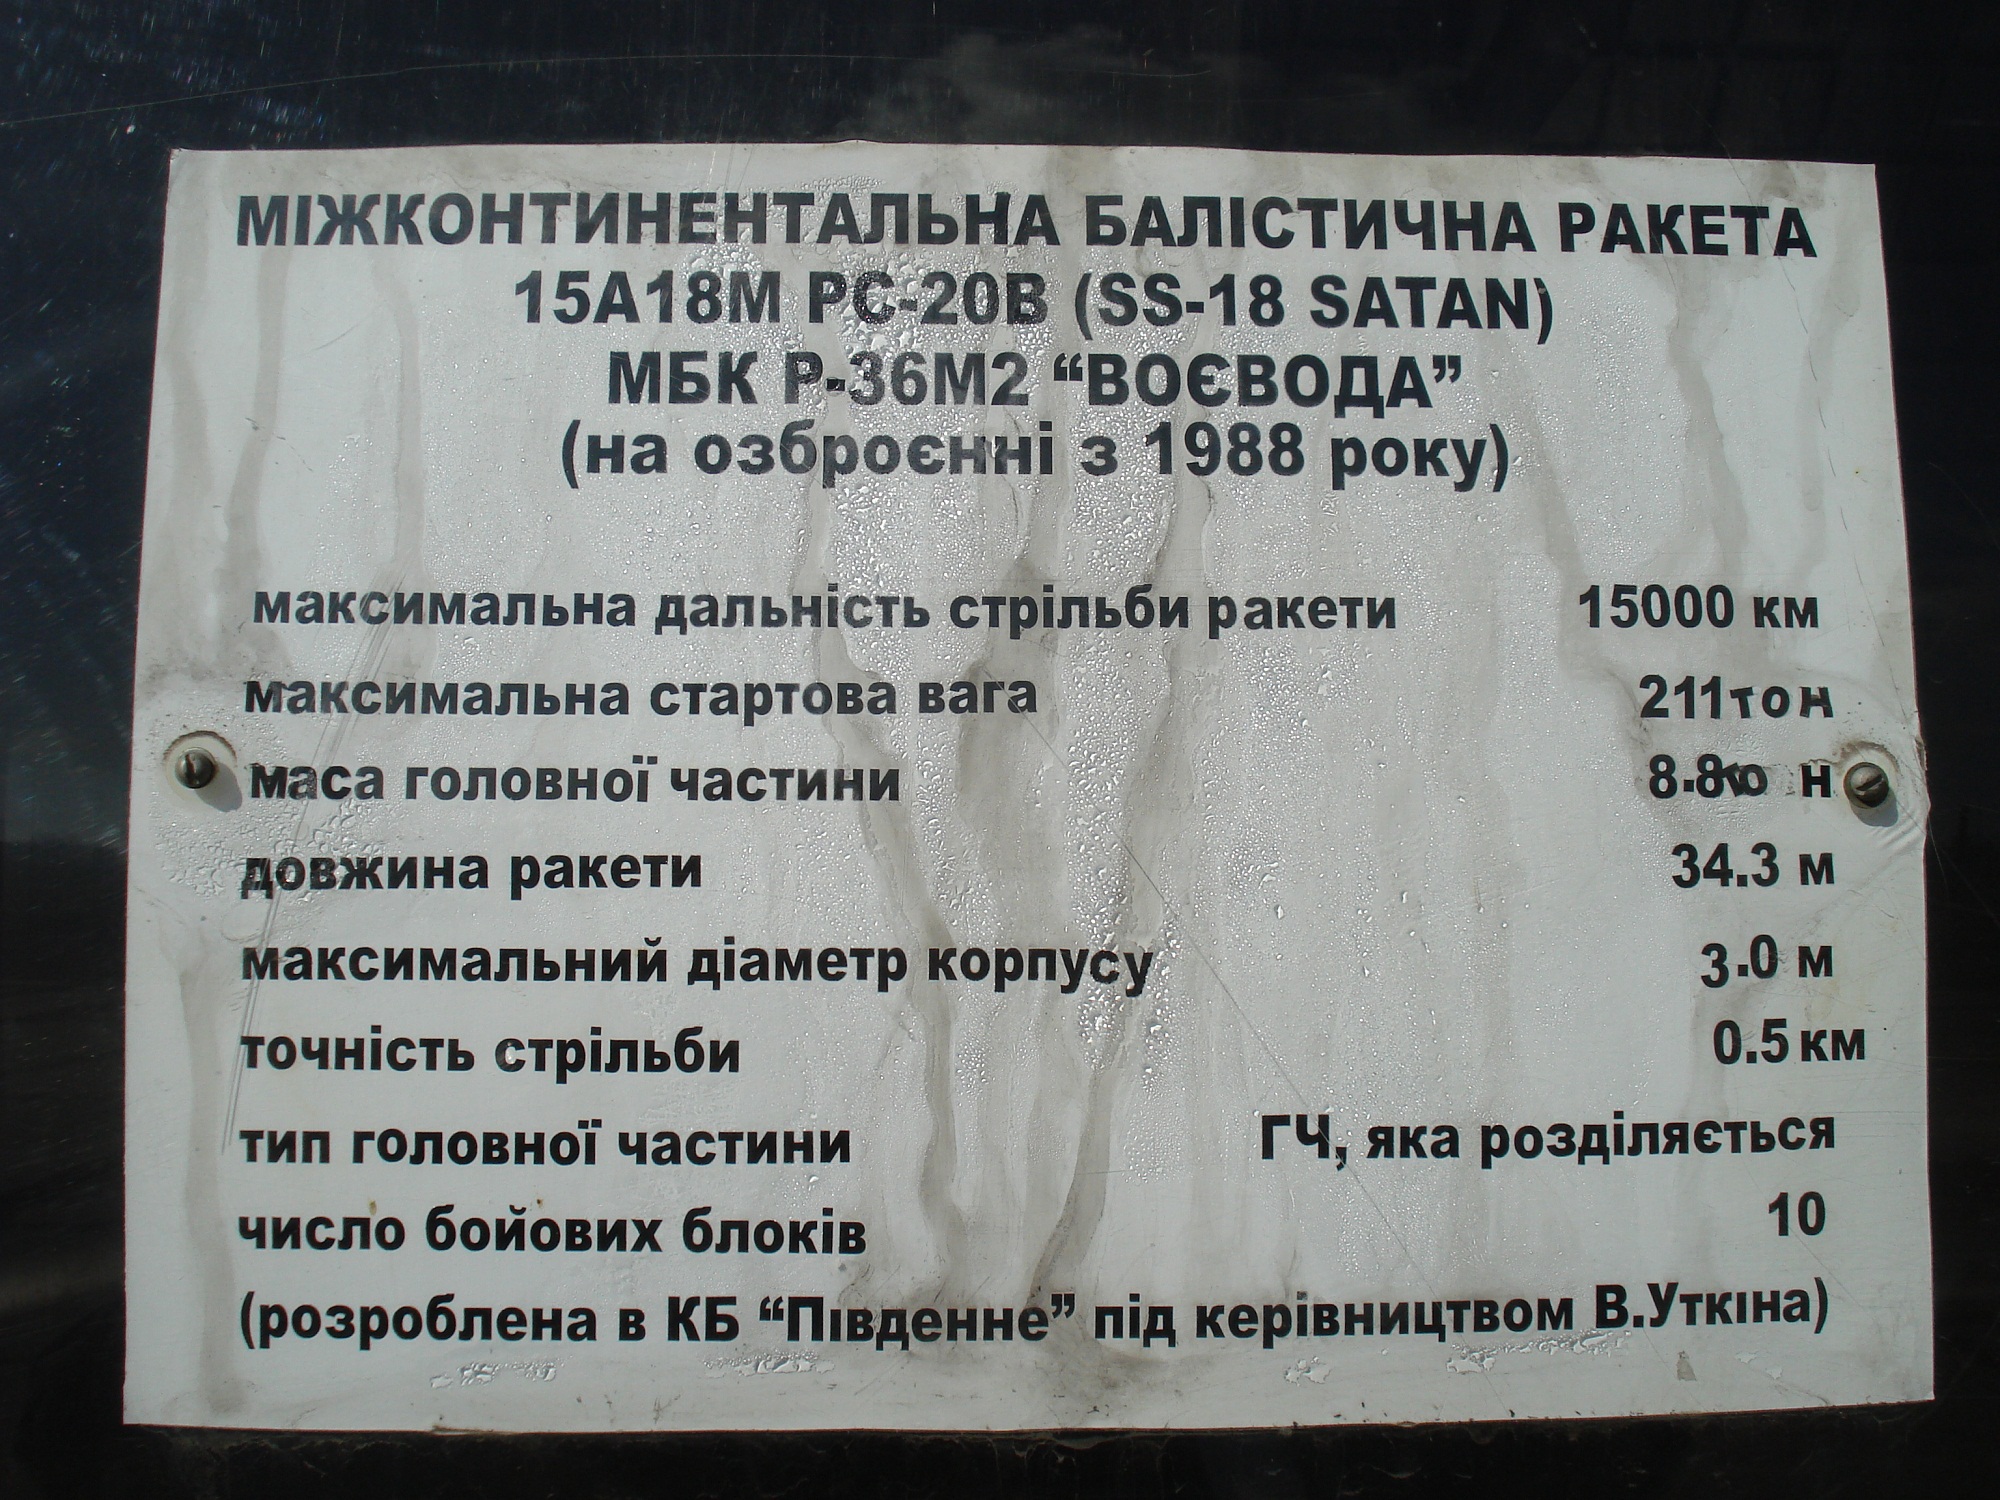 МІЖКОНТИНЕНТАЛЬНА БАЛІСТИЧНА РАКЕТА
15А18М РС-20В (SS-18 SATAN)
МБК Р-36М2 “ВОЄВОДА”
(на озброєнні з 1988 року)
максимальна дальність стрільби ракети 15000 км
максимальна стартова вага 211тон
маса головної частини 8.8то н
довжина ракети 34.3 м
максимальний діаметр корпусу 3.0 м
точність стрільби 0.5 км
тип головної частини ГЧ, яка розділяється
число бойових блоків 10
(розроблена в КБ “Південне” під керівництвом В.Уткіна)